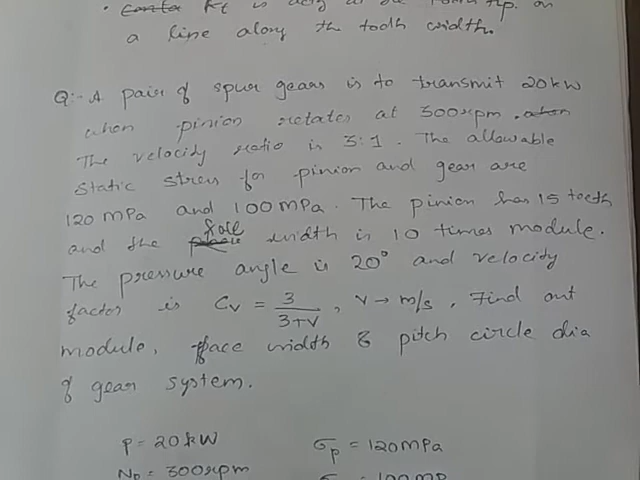 is at
a line along the tooth width.
Q:- A pair of spur gears is to transmit 20kW
when pinion rotates at 300rpm.
The velocity ratio is 3:1. The allowable
static stress for pinion and gear are
120 MPa and 100 MPa. The pinion has 15 teeth
and the face width is 10 times module.
The pressure angle is 20° and velocity
factor is Cv = 3/3+V, V→m/s, Find out
module, face width & pitch circle dia
of gear system.
P = 20 kW σp = 120MPa
Np = 300rpm